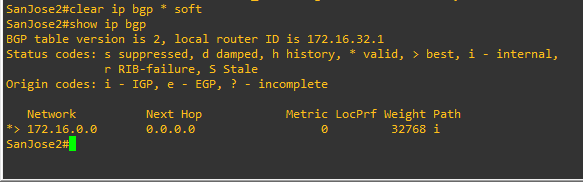 SanJose2#clear ip bgp * soft
SanJose2#show ip bgp
BGP table version is 2, local router ID is 172.16.32.1
Status codes: s suppressed, d damped, h history, * valid, > best, i - internal,
              r RIB-failure, S Stale
Origin codes: i - IGP, e - EGP, ? - incomplete

   Network          Next Hop            Metric LocPrf Weight Path
*> 172.16.0.0       0.0.0.0                  0         32768 i
SanJose2#